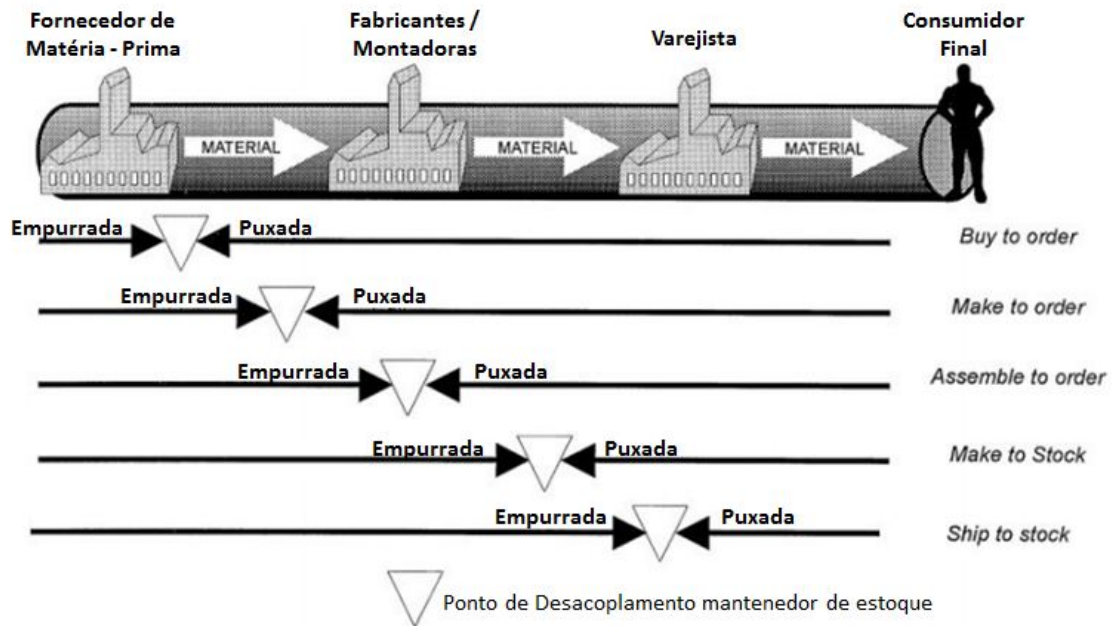 Fornecedor de
Matéria - Prima
Fabricantes /
Montadoras
Varejista
Consumidor
Final
MATERIAL
MATERIAL
MATERIAL
Empurrada
Puxada
Buy to order
Empurrada
Puxada
Make to order
Empurrada
Puxada
Assemble to order
Empurrada
Puxada
Make to Stock
Empurrada
Puxada
Ship to stock
Ponto de Desacoplamento mantenedor de estoque